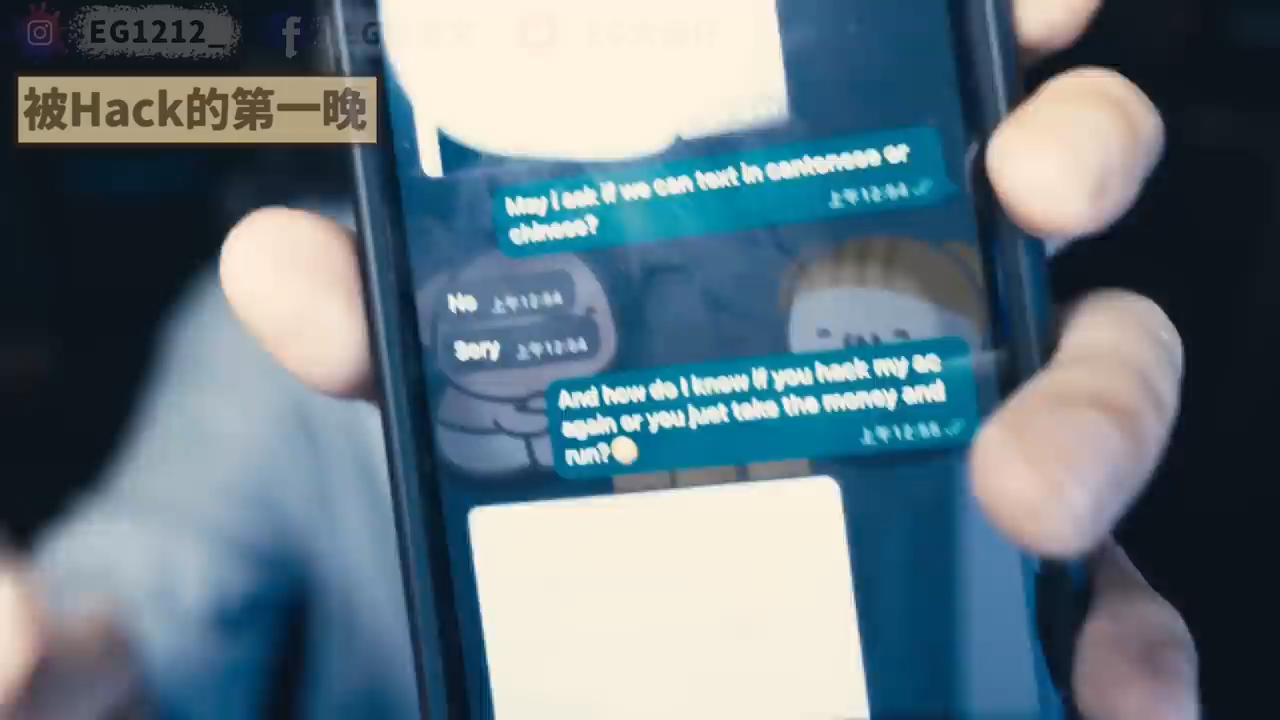 EG1212_
被Hack的第一晚
May I ask if we can text in cantonese or
chinese?
上午12:54
No 上午12:54
Sory 上午12:54
And how do I know if you hack my ac
again or you just take the money and
run?
上午12:55